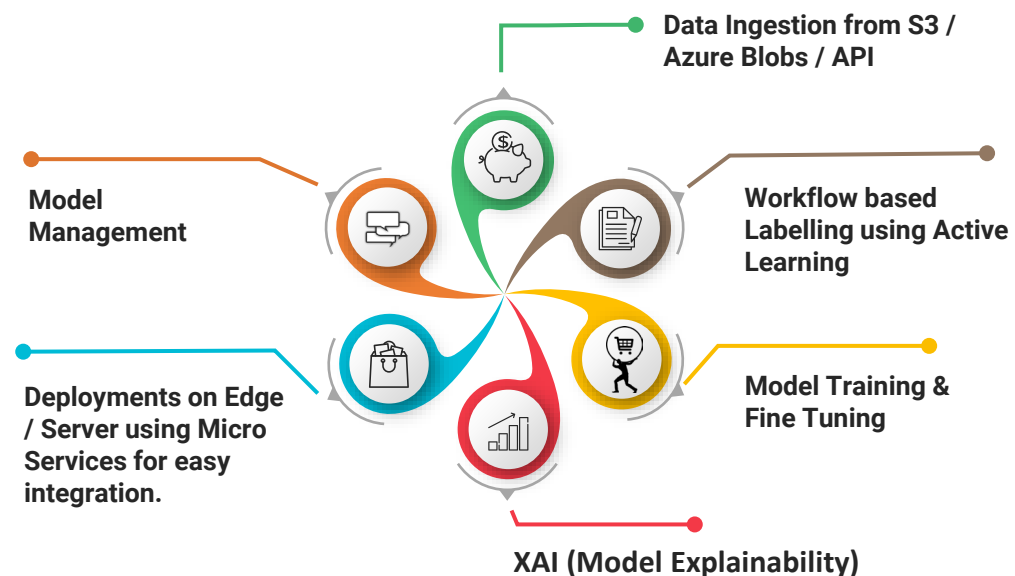 Data Ingestion from S3 /
Azure Blobs / API
Workflow based
Labelling using Active
Learning
Model Training &
Fine Tuning
XAI (Model Explainability)
Deployments on Edge
/ Server using Micro
Services for easy
integration.
Model
Management
$